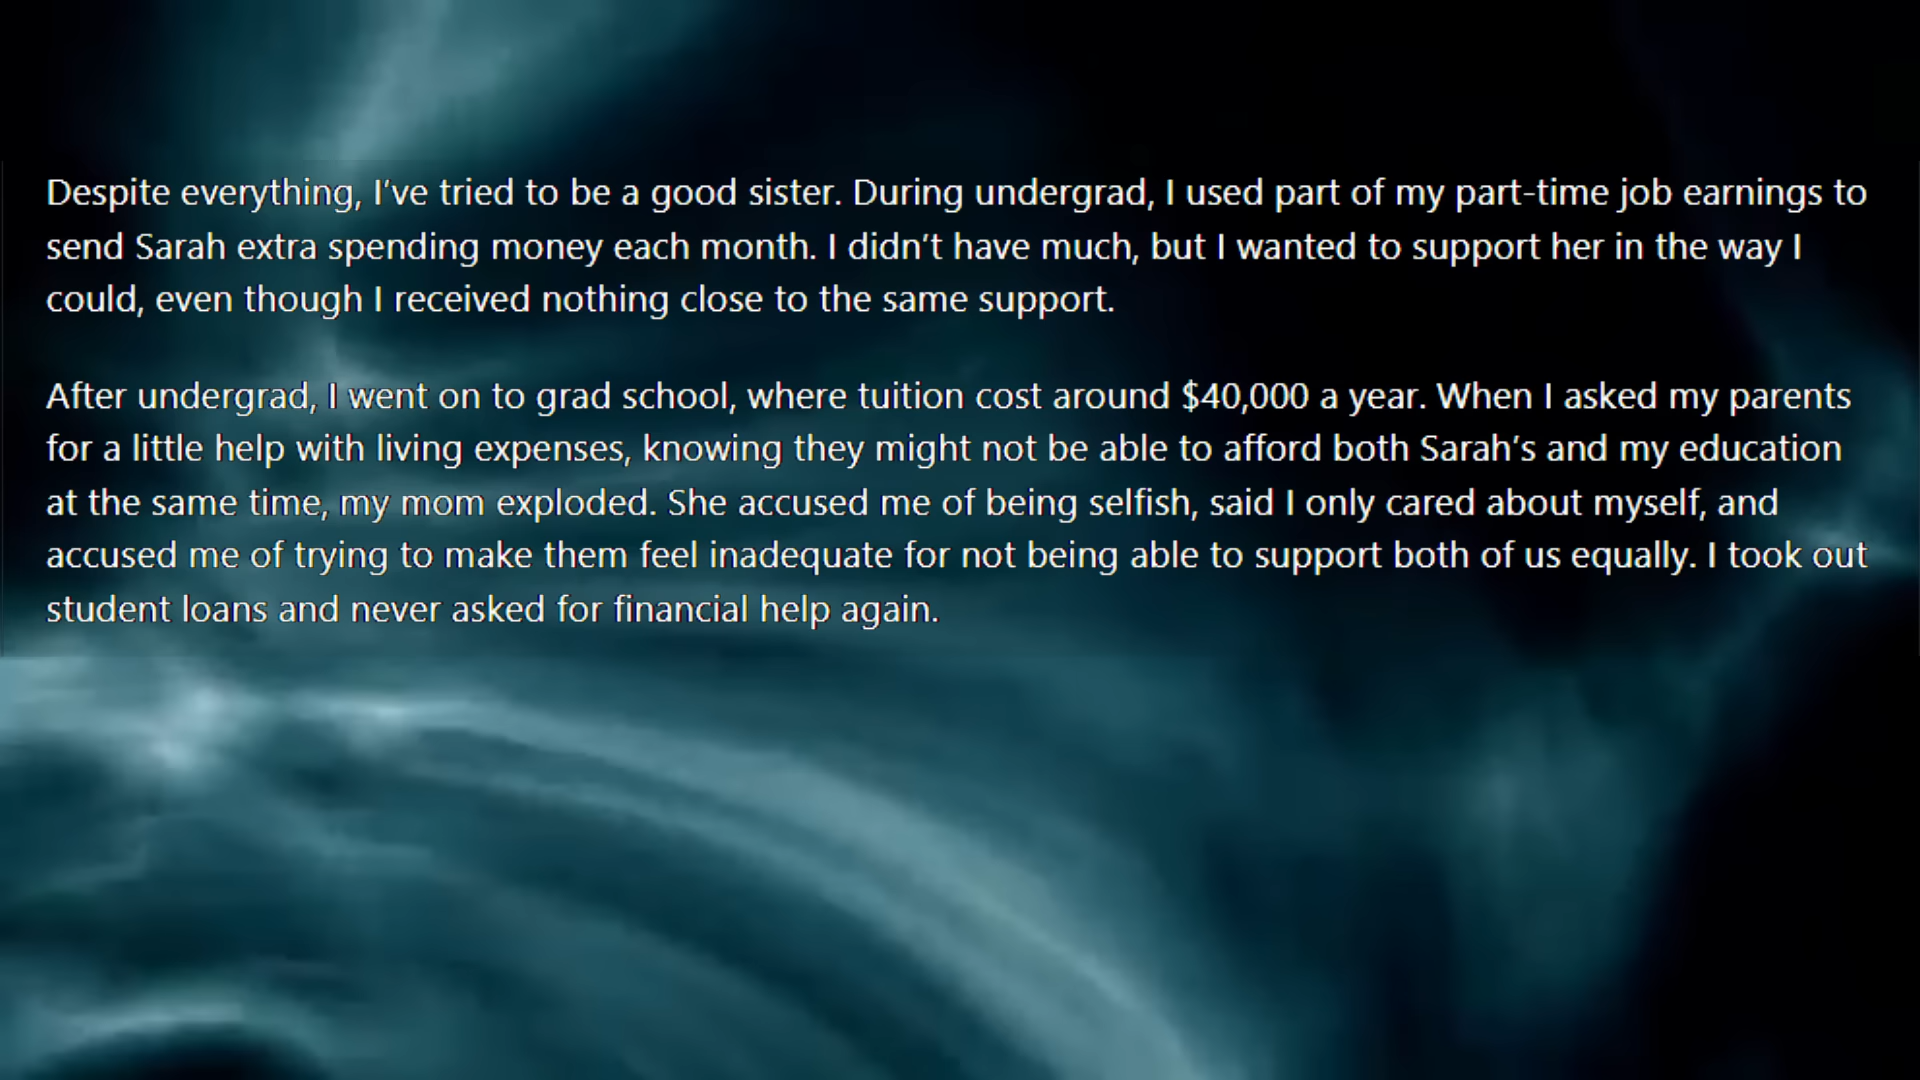 Despite everything, I’ve tried to be a good sister. During undergrad, I used part of my part-time job earnings to
send Sarah extra spending money each month. I didn’t have much, but I wanted to support her in the way I
could, even though I received nothing close to the same support.
After undergrad, I went on to grad school, where tuition cost around $40,000 a year. When I asked my parents
for a little help with living expenses, knowing they might not be able to afford both Sarah’s and my education
at the same time, my mom exploded. She accused me of being selfish, said I only cared about myself, and
accused me of trying to make them feel inadequate for not being able to support both of us equally. I took out
student loans and never asked for financial help again.